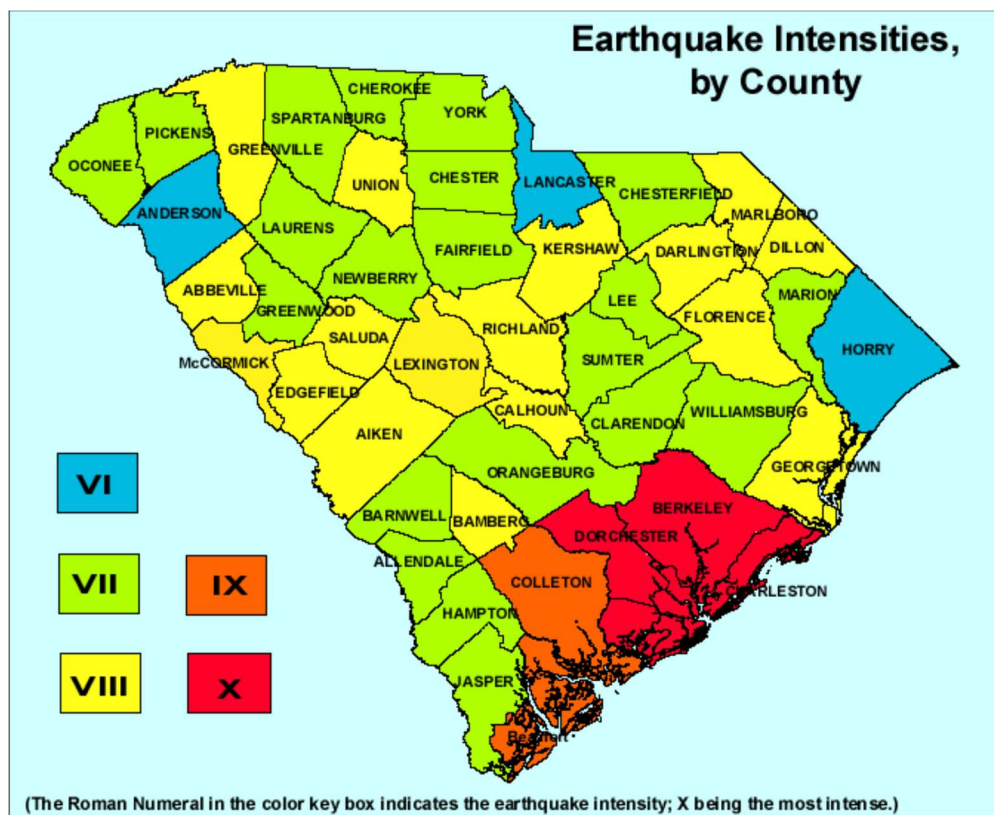 Earthquake Intensities,
by County
CHEROKEE
YORK
SPARTANBURG
PICKENS
GREENVILLE
OCONEE
UNION
CHESTER
LANCASTER
CHESTERFIELD
ANDERSON
MARLBORO
LAURENS
FAIRFIELD
KERSHAW
DARLINGTON
DILLON
NEWBERRY
ABBEVILLE
LEE
MARION
GREENWOOD
FLORENCE
RICHLAND
SALUDA
HORRY
McCORMICK
LEXINGTON
SUMTER
EDGEFIELD
CALHOUN
WILLIAMSBURG
CLARENDON
AIKEN
GEORGETOWN
ORANGEBURG
BERKELEY
BARNWELL
BAMBERG
DORCHESTER
ALLENDALE
COLLETON
CHARLESTON
HAMPTON
JASPER
Beaufort
VI
VII
IX
VIII
X
(The Roman Numeral in the color key box indicates the earthquake intensity; X being the most intense.)